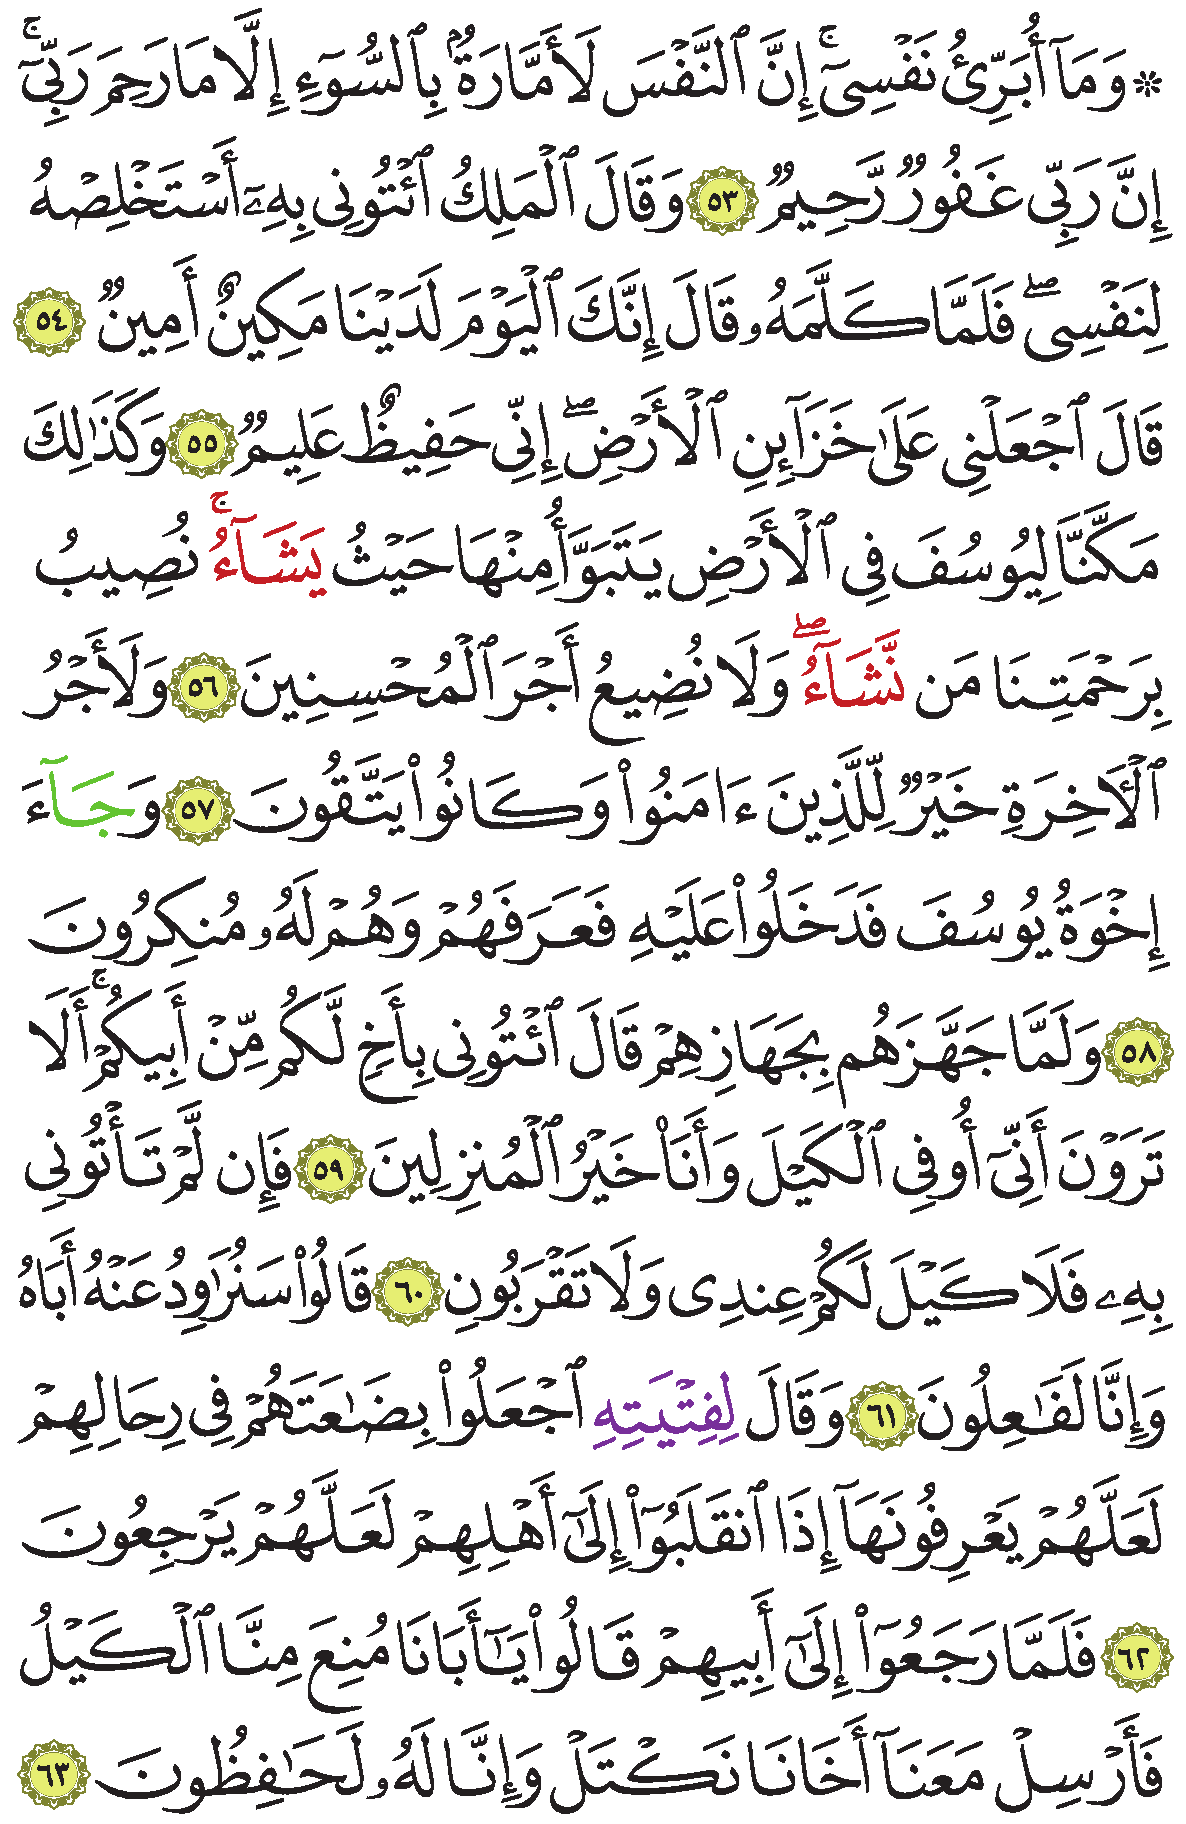 ۞ وَمَآ أُبَرِّئُ نَفۡسِيٓۚ إِنَّ ٱلنَّفۡسَ لَأَمَّارَةُۢ بِٱلسُّوٓءِ إِلَّا مَا رَحِمَ رَبِّيٓۚ
إِنَّ رَبِّي غَفُورٞ رَّحِيمٞ ٥٣ وَقَالَ ٱلۡمَلِكُ ٱئۡتُونِي بِهِۦٓ أَسۡتَخۡلِصۡهُ
لِنَفۡسِيۖ فَلَمَّا كَلَّمَهُۥ قَالَ إِنَّكَ ٱلۡيَوۡمَ لَدَيۡنَا مَكِينٌ أَمِينٞ ٥٤
قَالَ ٱجۡعَلۡنِي عَلَىٰ خَزَآئِنِ ٱلۡأَرۡضِۖ إِنِّي حَفِيظٌ عَلِيمٞ ٥٥ وَكَذَٰلِكَ
مَكَّنَّا لِيُوسُفَ فِي ٱلۡأَرۡضِ يَتَبَوَّأُ مِنۡهَا حَيۡثُ يَشَآءُۚ نُصِيبُ
بِرَحۡمَتِنَا مَن نَّشَآءُۖ وَلَا نُضِيعُ أَجۡرَ ٱلۡمُحۡسِنِينَ ٥٦ وَلَأَجۡرُ
ٱلۡأٓخِرَةِ خَيۡرٞ لِّلَّذِينَ ءَامَنُواْ وَكَانُواْ يَتَّقُونَ ٥٧ وَجَآءَ
إِخۡوَةُ يُوسُفَ فَدَخَلُواْ عَلَيۡهِ فَعَرَفَهُمۡ وَهُمۡ لَهُۥ مُنكِرُونَ
٥٨ وَلَمَّا جَهَّزَهُم بِجَهَازِهِمۡ قَالَ ٱئۡتُونِي بِأَخٖ لَّكُم مِّنۡ أَبِيكُمۡۚ أَلَا
تَرَوۡنَ أَنِّيٓ أُوفِي ٱلۡكَيۡلَ وَأَنَا۠ خَيۡرُ ٱلۡمُنزِلِينَ ٥٩ فَإِن لَّمۡ تَأۡتُونِي
بِهِۦ فَلَا كَيۡلَ لَكُمۡ عِندِي وَلَا تَقۡرَبُونِ ٦٠ قَالُواْ سَنُرَٰوِدُ عَنۡهُ أَبَاهُ
وَإِنَّا لَفَٰعِلُونَ ٦١ وَقَالَ لِفِتۡيَتِهِ ٱجۡعَلُواْ بِضَٰعَتَهُمۡ فِي رِحَالِهِمۡ
لَعَلَّهُمۡ يَعۡرِفُونَهَآ إِذَا ٱنقَلَبُوٓاْ إِلَىٰٓ أَهۡلِهِمۡ لَعَلَّهُمۡ يَرۡجِعُونَ
٦٢ فَلَمَّا رَجَعُوٓاْ إِلَىٰٓ أَبِيهِمۡ قَالُواْ يَٰٓأَبَانَا مُنِعَ مِنَّا ٱلۡكَيۡلُ
فَأَرۡسِلۡ مَعَنَآ أَخَانَا نَكۡتَلۡ وَإِنَّا لَهُۥ لَحَٰفِظُونَ ٦٣